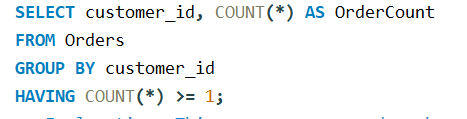 SELECT customer_id, COUNT(*) AS OrderCount
FROM Orders
GROUP BY customer_id
HAVING COUNT(*) >= 1;